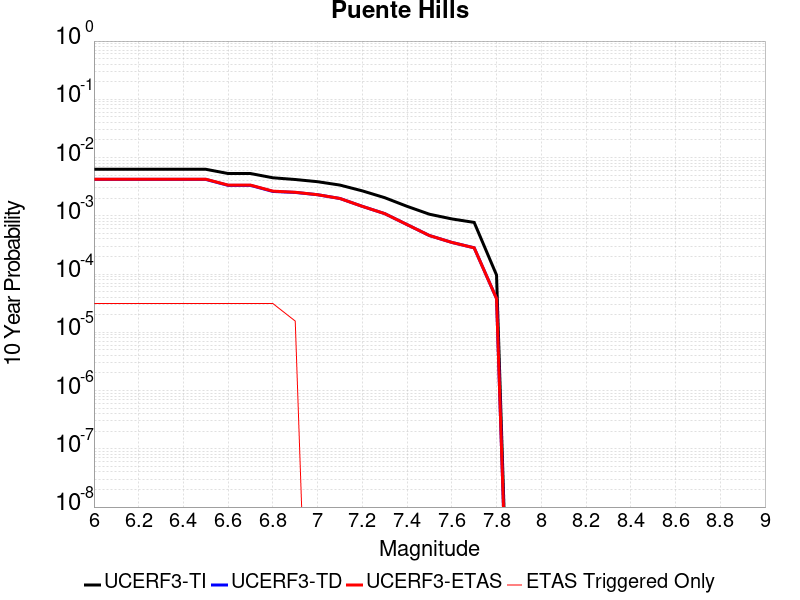 Puente Hills
10 Year Probability
10^0
10^-1
10^-2
10^-3
10^-4
10^-5
10^-6
10^-7
10^-8
6 6.2 6.4 6.6 6.8 7 7.2 7.4 7.6 7.8 8 8.2 8.4 8.6 8.8 9
Magnitude
UCERF3-TI UCERF3-TD UCERF3-ETAS ETAS Triggered Only